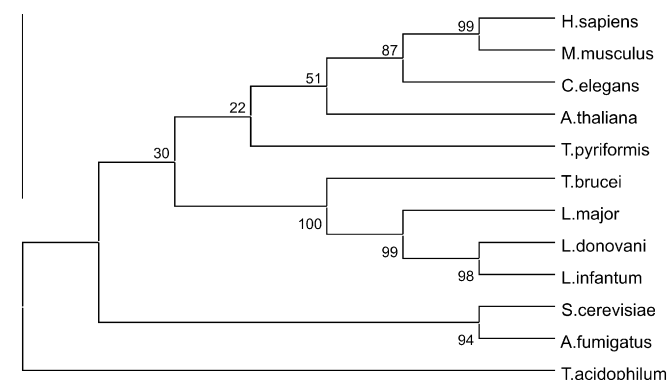 99 H.sapiens
M.musculus
87
C.elegans
51
A.thaliana
22
T.pyriformis
30
T.brucei
100
L.major
99
L.donovani
98 L.infantum
S.cerevisiae
94 A.fumigatus
T.acidophilum